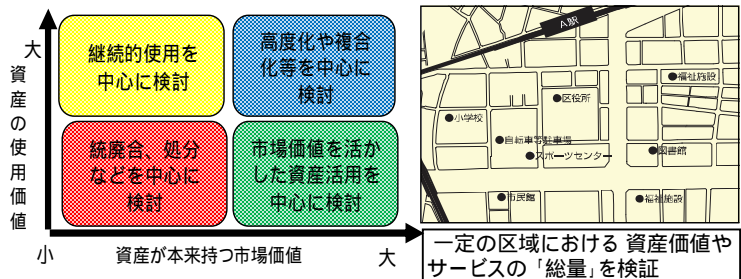 大
資産の使用価値
継続的使用を
中心に検討
高度化や複合
化等を中心に
検討
統廃合、処分
などを中心に
検討
市場価値を活か
した資産活用を
中心に検討
小
資産が本来持つ市場価値
大
A駅
●福祉施設
●区役所
●小学校
●自転車等駐車場
●スポーツセンター
●図書館
●市民館
●福祉施設
一定の区域における 資産価値や
サービスの「総量」を検証